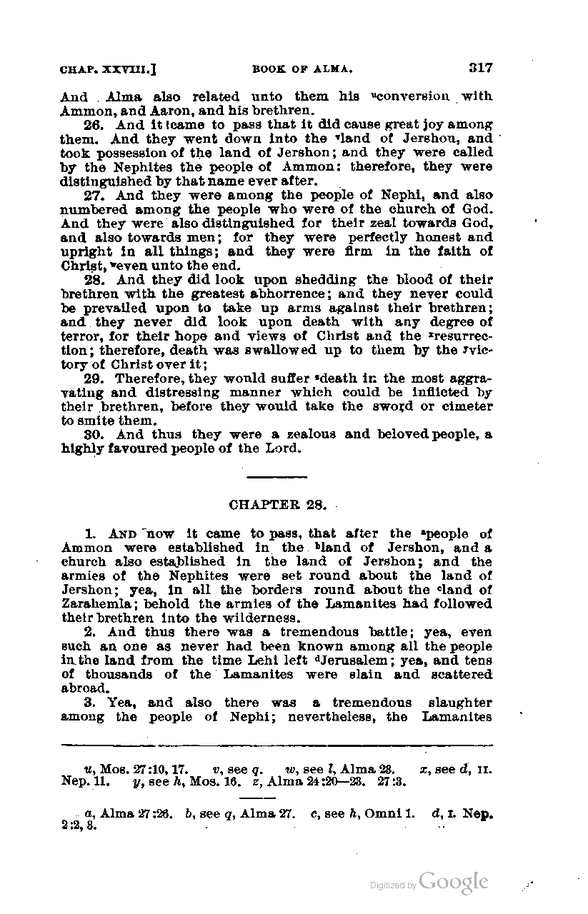 CHAP. XXVIII.] BOOK OF ALMA. 317
And Alma also related unto them his ᵘconversion with
Ammon, and Aaron, and his brethren.
26. And it came to pass that it did cause great joy among
them. And they went down into the ᵛland of Jershon, and
took possession of the land of Jershon; and they were called
by the Nephites the people of Ammon: therefore, they were
distinguished by that name ever after.
27. And they were among the people of Nephi, and also
numbered among the people who were of the church of God.
And they were also distinguished for their zeal towards God,
and also towards men; for they were perfectly honest and
upright in all things; and they were firm in the faith of
Christ, ʷeven unto the end.
28. And they did look upon shedding the blood of their
brethren with the greatest abhorrence; and they never could
be prevailed upon to take up arms against their brethren;
and they never did look upon death with any degree of
terror, for their hope and views of Christ and the ˣresurrec-
tion; therefore, death was swallowed up to them by the ʸvic-
tory of Christ over it;
29. Therefore, they would suffer ᶻdeath in the most aggra-
vating and distressing manner which could be inflicted by
their brethren, before they would take the sword or cimeter
to smite them.
30. And thus they were a zealous and beloved people, a
highly favoured people of the Lord.
CHAPTER 28.
1. AND now it came to pass, that after the ᵃpeople of
Ammon were established in the ᵇland of Jershon, and a
church also established in the land of Jershon; and the
armies of the Nephites were set round about the land of
Jershon; yea, in all the borders round about the ᶜland of
Zarahemla; behold the armies of the Lamanites had followed
their brethren into the wilderness.
2. And thus there was a tremendous battle; yea, even
such an one as never had been known among all the people
in the land from the time Lehi left ᵈJerusalem; yea, and tens
of thousands of the Lamanites were slain and scattered
abroad.
3. Yea, and also there was a tremendous slaughter
among the people of Nephi; nevertheless, the Lamanites
u, Mos. 27:10, 17. v, see q. w, see l, Alma 23. x, see d, II.
Nep. 11. y, see h, Mos. 16. z, Alma 24:20—23. 27:3.
a, Alma 27:26. b, see q, Alma 27. c, see h, Omni 1. d, I. Nep.
2:2, 3.
Digitized by Google